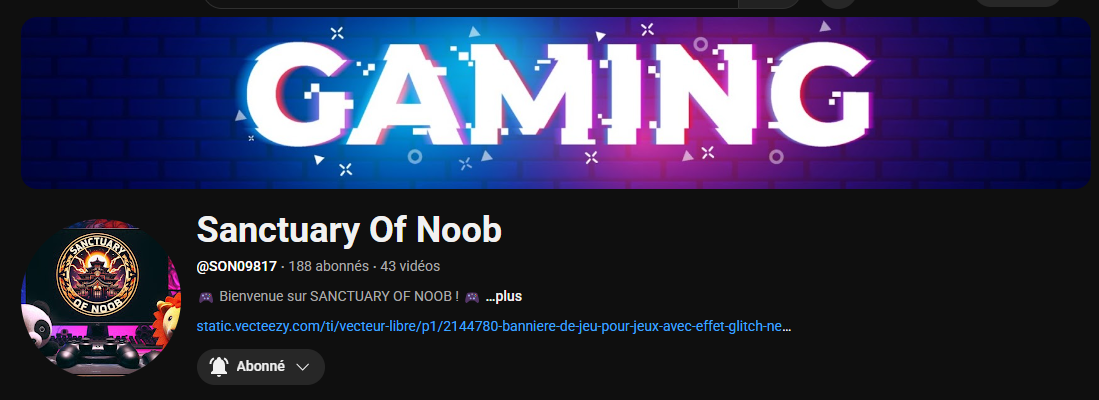 GAMING
SANCTUARY
OF NOOB
Sanctuary Of Noob
@SON09817 · 188 abonnés · 43 vidéos
🎮 Bienvenue sur SANCTUARY OF NOOB ! 🎮 ...plus
static.vecteezy.com/ti/vecteur-libre/p1/2144780-banniere-de-jeu-pour-jeux-avec-effet-glitch-ne...
Abonné